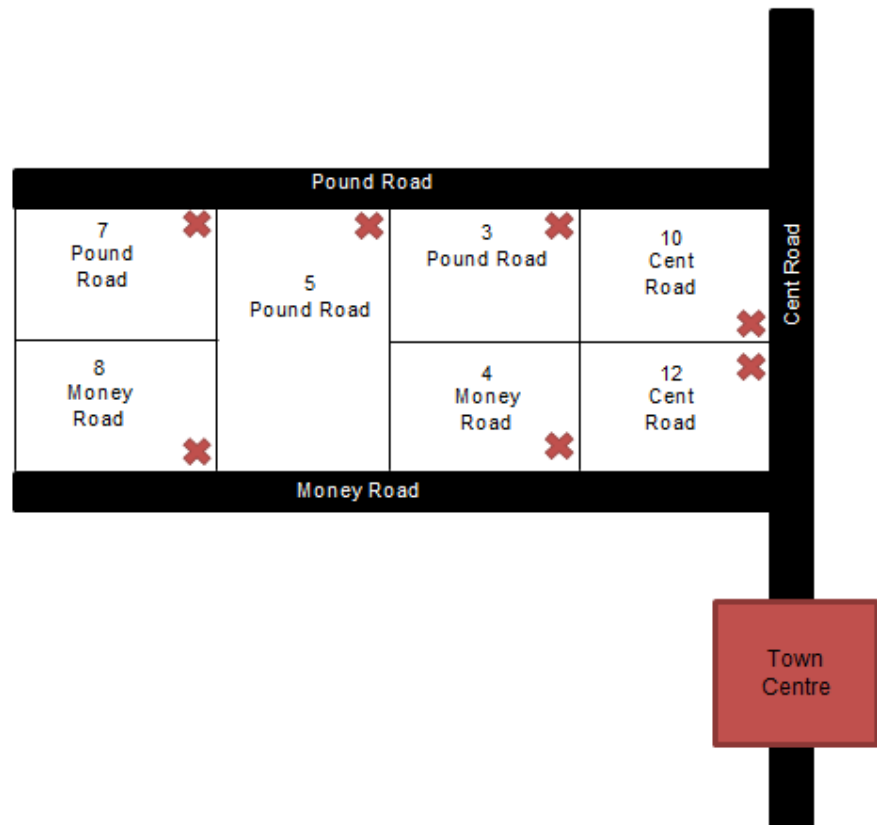 Pound Road
7
Pound
Road
5
Pound Road
3
Pound Road
10
Cent
Road
Cent Road
8
Money
Road
4
Money
Road
12
Cent
Road
Money Road
Town
Centre